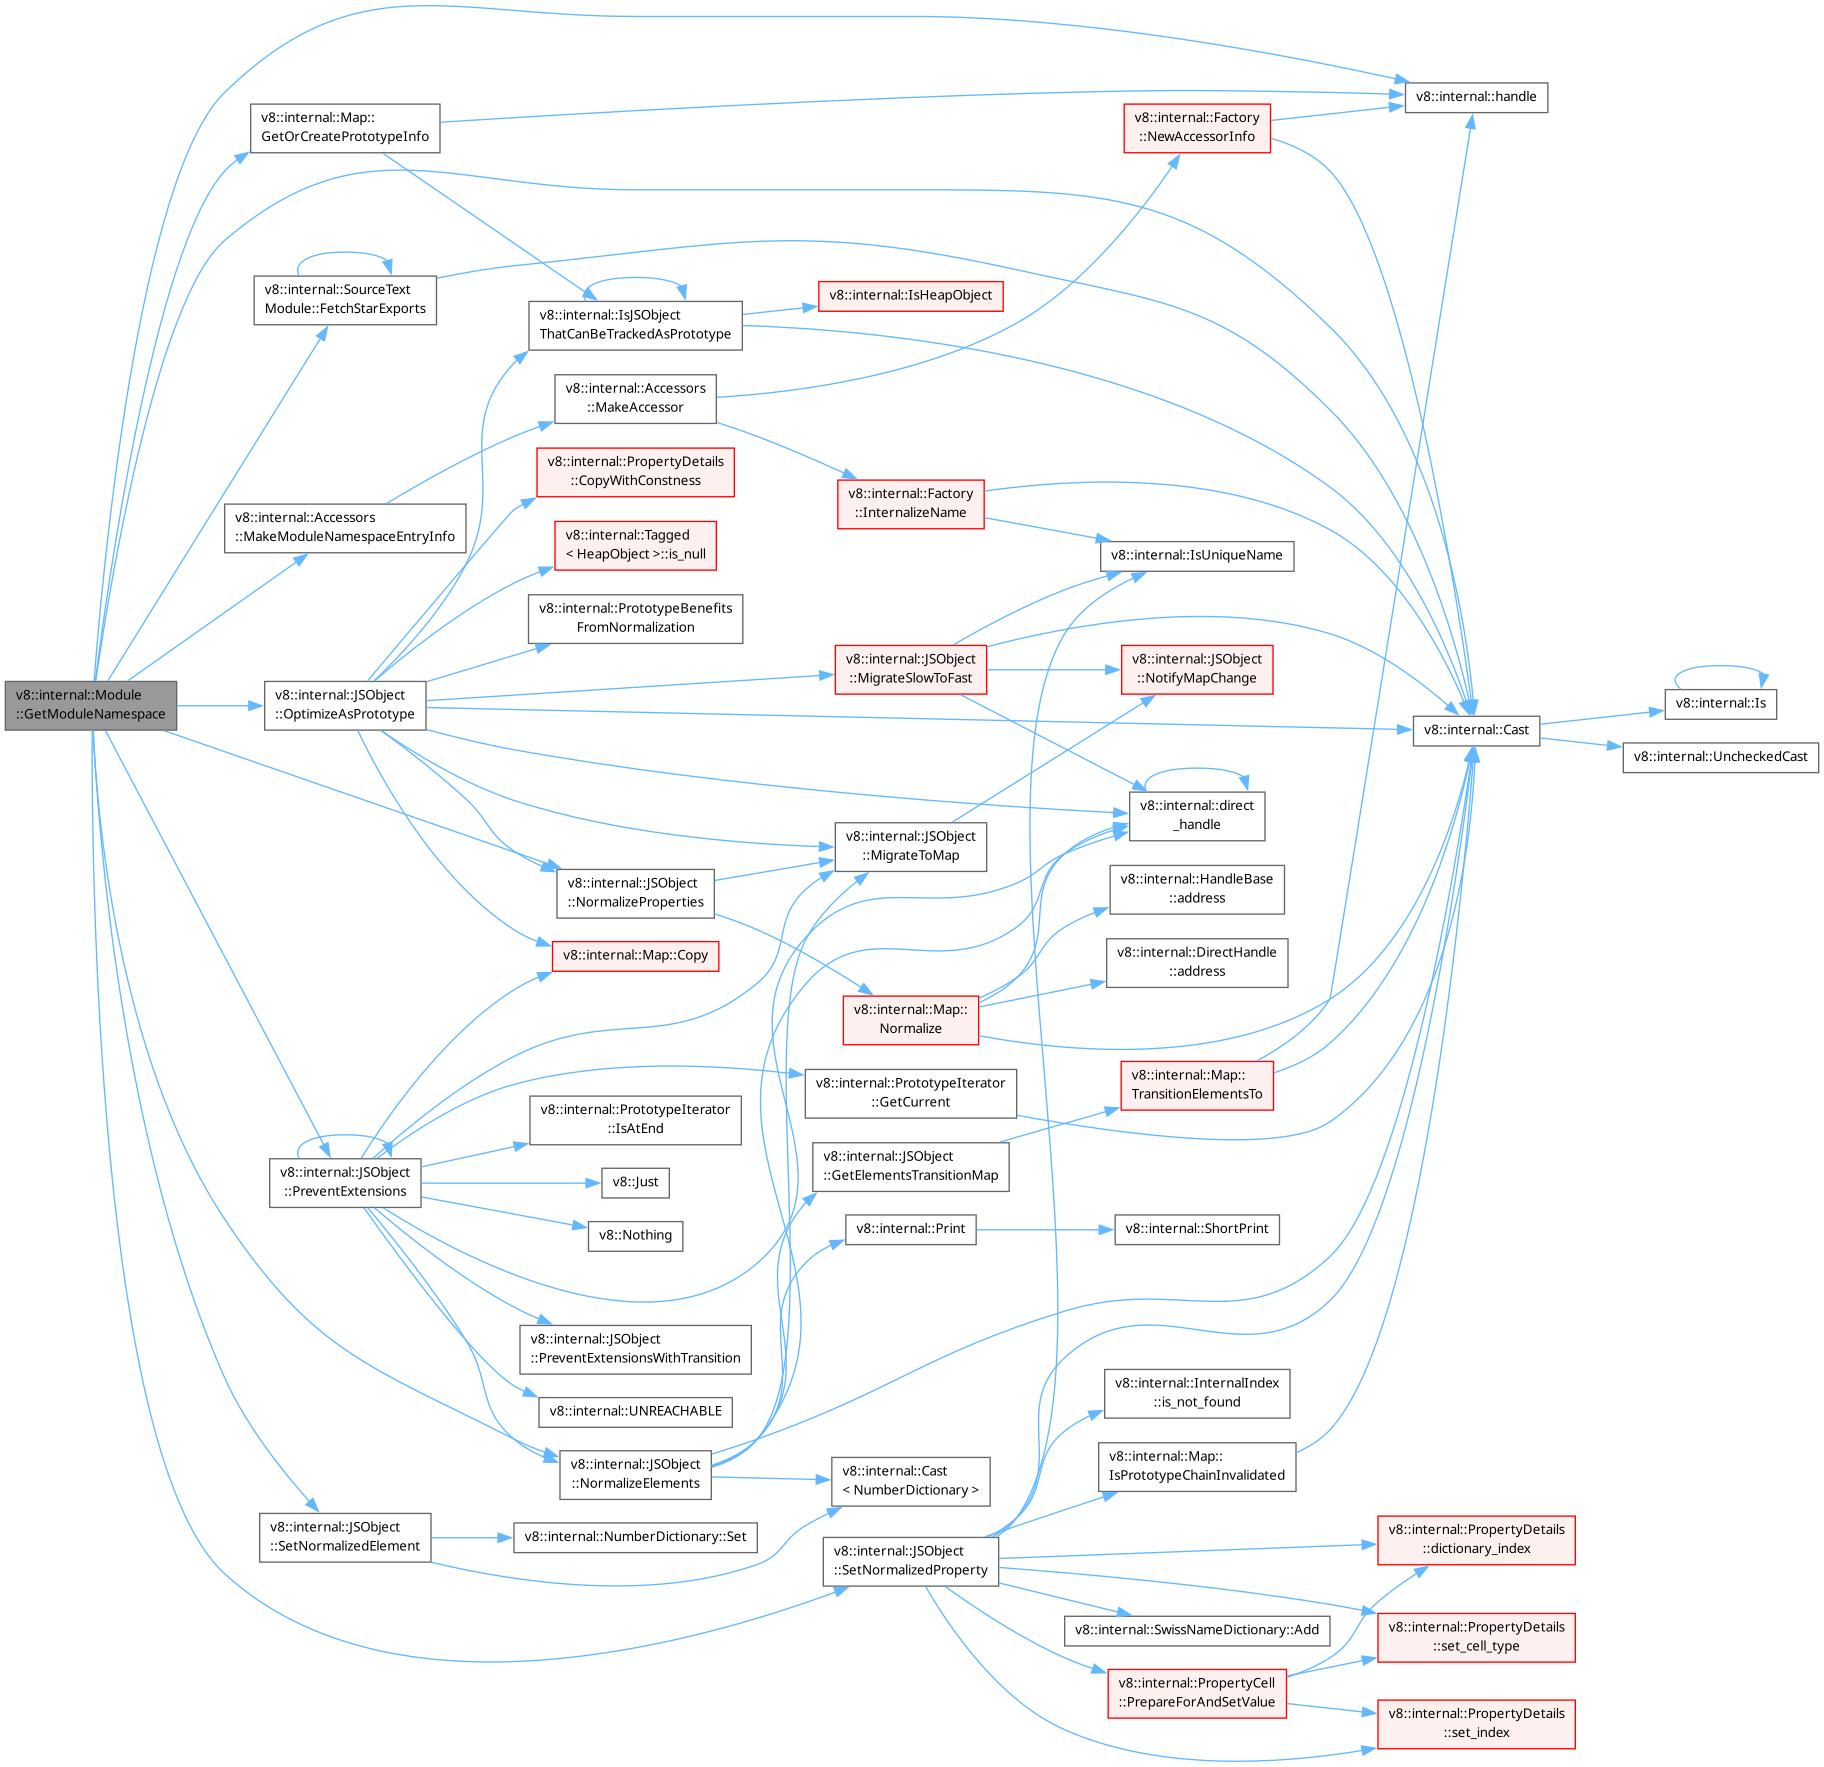 v8::internal::Module
::GetModuleNamespace
v8::internal::Map::
GetOrCreatePrototypeInfo
v8::internal::SourceText
Module::FetchStarExports
v8::internal::Accessors
::MakeModuleNamespaceEntryInfo
v8::internal::JSObject
::OptimizeAsPrototype
v8::internal::JSObject
::PreventExtensions
v8::internal::JSObject
::SetNormalizedElement
v8::internal::IsJSObject
ThatCanBeTrackedAsPrototype
v8::internal::Accessors
::MakeAccessor
v8::internal::PropertyDetails
::CopyWithConstness
v8::internal::Tagged
< HeapObject >::is_null
v8::internal::PrototypeBenefits
FromNormalization
v8::internal::JSObject
::NormalizeProperties
v8::internal::Map::Copy
v8::internal::PrototypeIterator
::IsAtEnd
v8::Just
v8::Nothing
v8::internal::JSObject
::PreventExtensionsWithTransition
v8::internal::UNREACHABLE
v8::internal::JSObject
::NormalizeElements
v8::internal::NumberDictionary::Set
v8::internal::IsHeapObject
v8::internal::Factory
::InternalizeName
v8::internal::JSObject
::MigrateSlowToFast
v8::internal::JSObject
::MigrateToMap
v8::internal::Map::
Normalize
v8::internal::PrototypeIterator
::GetCurrent
v8::internal::JSObject
::GetElementsTransitionMap
v8::internal::Print
v8::internal::Cast
< NumberDictionary >
v8::internal::JSObject
::SetNormalizedProperty
v8::internal::Factory
::NewAccessorInfo
v8::internal::IsUniqueName
v8::internal::JSObject
::NotifyMapChange
v8::internal::direct
_handle
v8::internal::HandleBase
::address
v8::internal::DirectHandle
::address
v8::internal::Map::
TransitionElementsTo
v8::internal::ShortPrint
v8::internal::InternalIndex
::is_not_found
v8::internal::Map::
IsPrototypeChainInvalidated
v8::internal::SwissNameDictionary::Add
v8::internal::PropertyCell
::PrepareForAndSetValue
v8::internal::handle
v8::internal::Cast
v8::internal::PropertyDetails
::dictionary_index
v8::internal::PropertyDetails
::set_cell_type
v8::internal::PropertyDetails
::set_index
v8::internal::Is
v8::internal::UncheckedCast